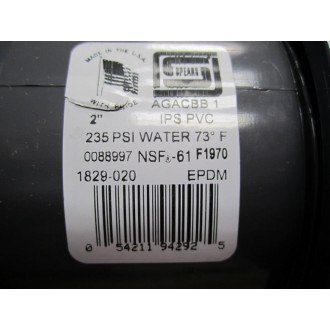 MADE IN THE U.S.A.
WITH PRIDE
SPEARS
AGACBB 1
2" IPS PVC
235 PSI WATER 73° F
0088997 NSF®-61 F1970
1829-020 EPDM
0 54211 94292 5